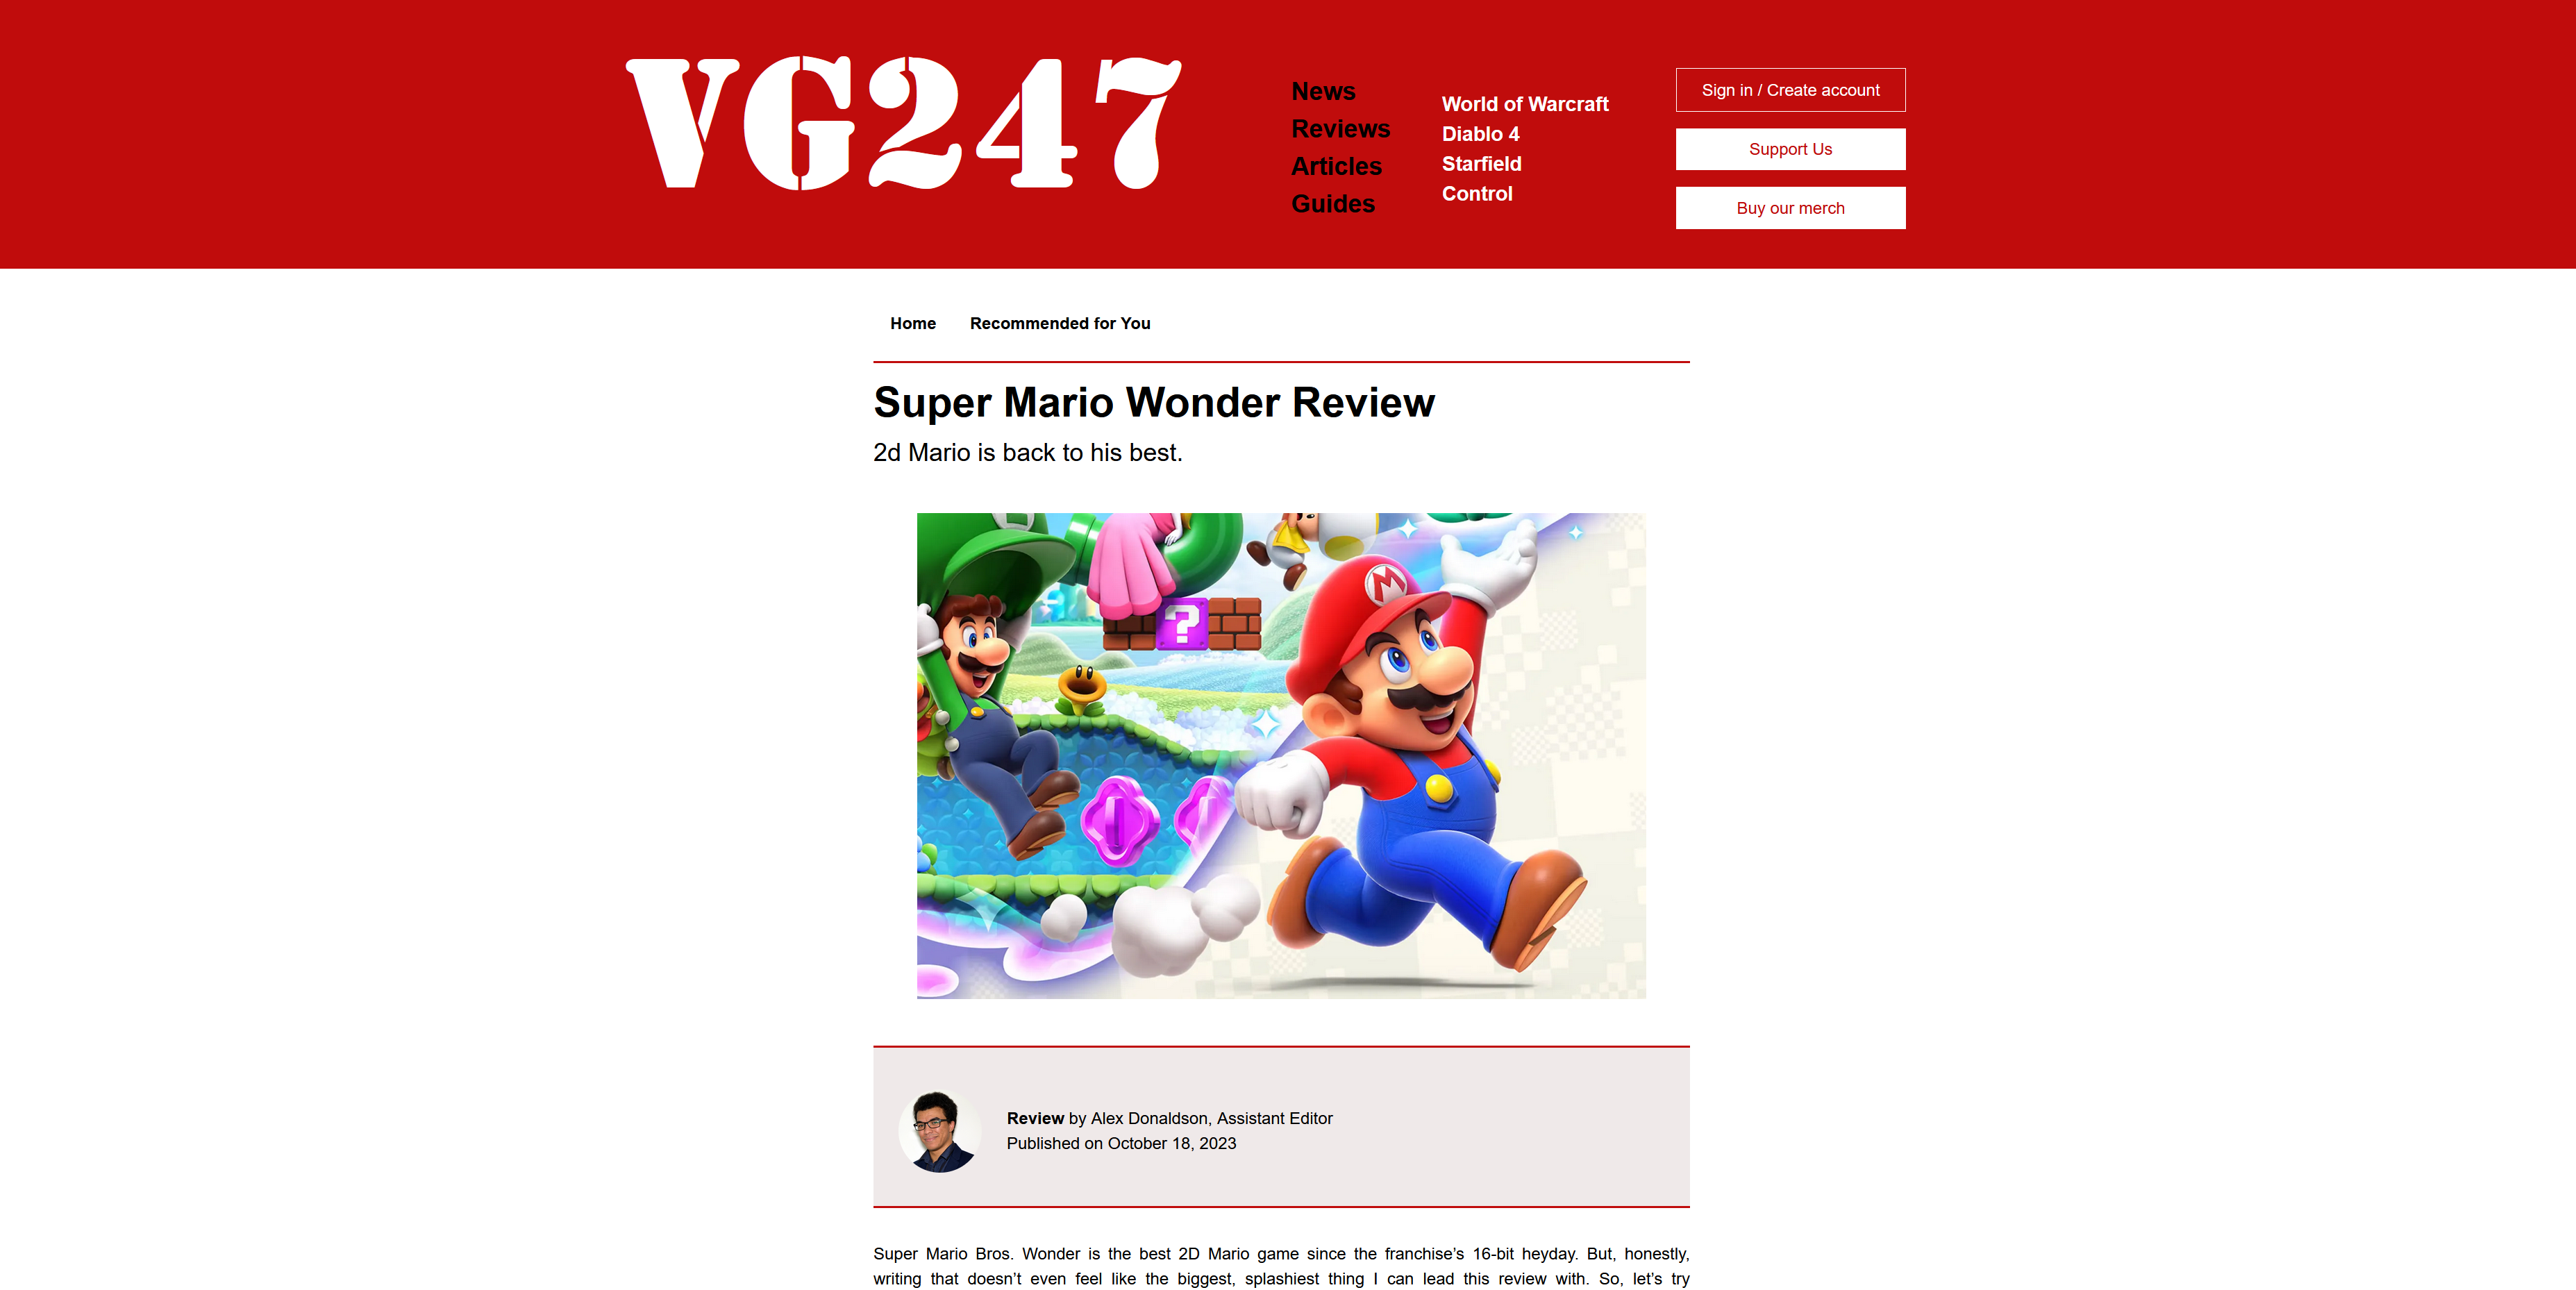 VG247
News
Reviews
Articles
Guides
World of Warcraft
Diablo 4
Starfield
Control
Sign in / Create account
Support Us
Buy our merch
Home
Recommended for You
Super Mario Wonder Review
2d Mario is back to his best.
M
?
Review by Alex Donaldson, Assistant Editor
Published on October 18, 2023
Super Mario Bros. Wonder is the best 2D Mario game since the franchise’s 16-bit heyday. But, honestly,
writing that doesn’t even feel like the biggest, splashiest thing I can lead this review with. So, let’s try